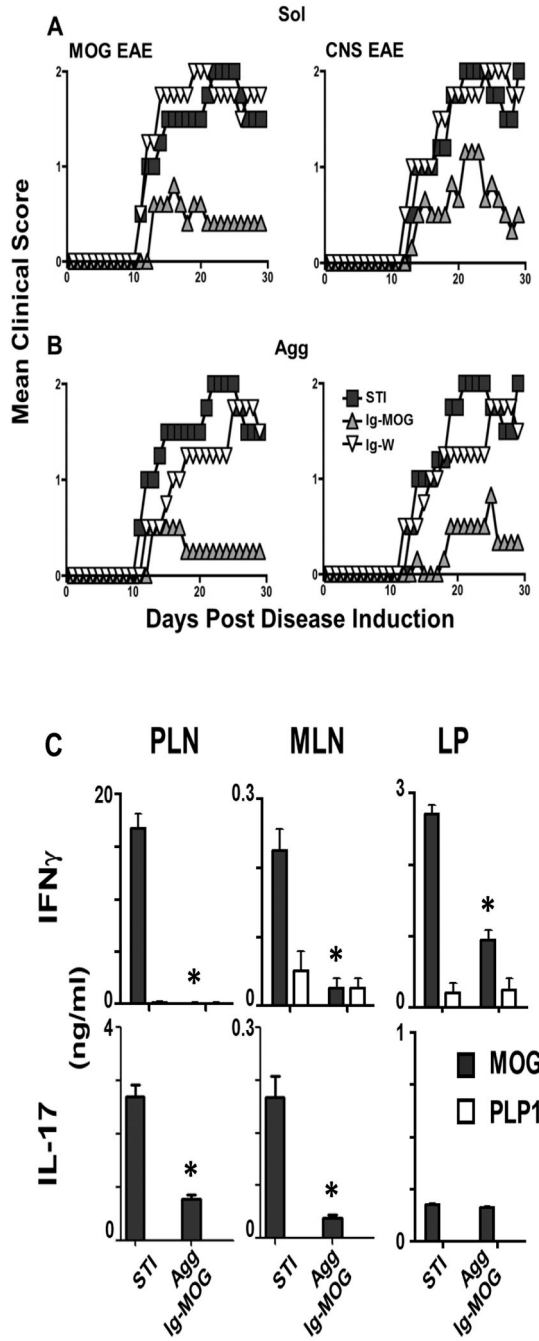 A
Sol
MOG EAE
CNS EAE
2
1
0
0 10 20 30
2
1
0
0 10 20 30
Mean Clinical Score
B
Agg
2
1
0
0 10 20 30
STI
Ig-MOG
Ig-W
2
1
0
0 10 20 30
Days Post Disease Induction
C
PLN
MLN
LP
IFNγ
20
0
0.3
0
3
0
*
*
*
(ng/ml)
IL-17
4
0
0.3
0
1
0
*
*
MOG
PLP1
STI
Agg
Ig-MOG
STI
Agg
Ig-MOG
STI
Agg
Ig-MOG